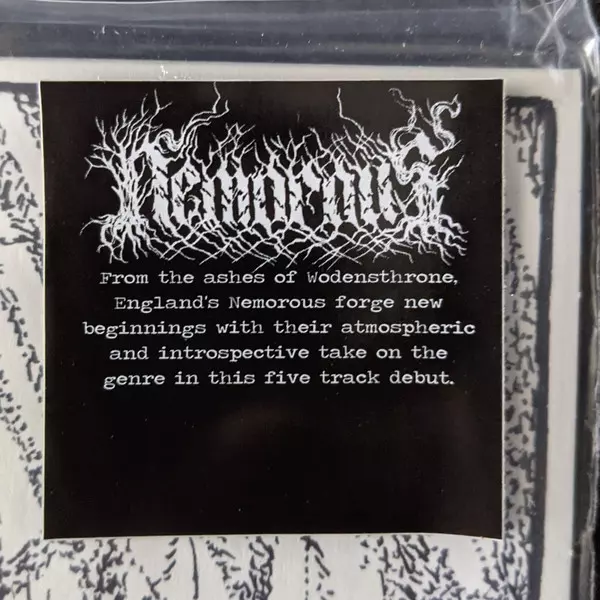 Nemorous
From the ashes of Wodensthrone,
England's Nemorous forge new
beginnings with their atmospheric
and introspective take on the
genre in this five track debut.